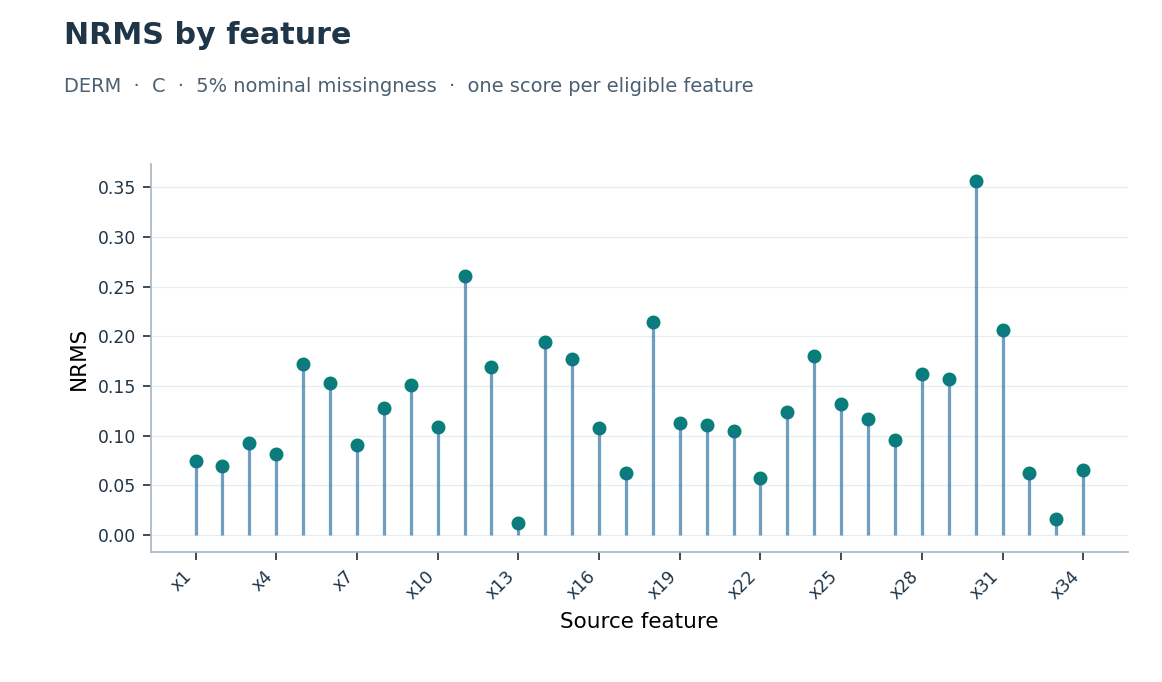 NRMS by feature
DERM · C · 5% nominal missingness · one score per eligible feature
NRMS
0.35
0.30
0.25
0.20
0.15
0.10
0.05
0.00
x1 x4 x7 x10 x13 x16 x19 x22 x25 x28 x31 x34
Source feature